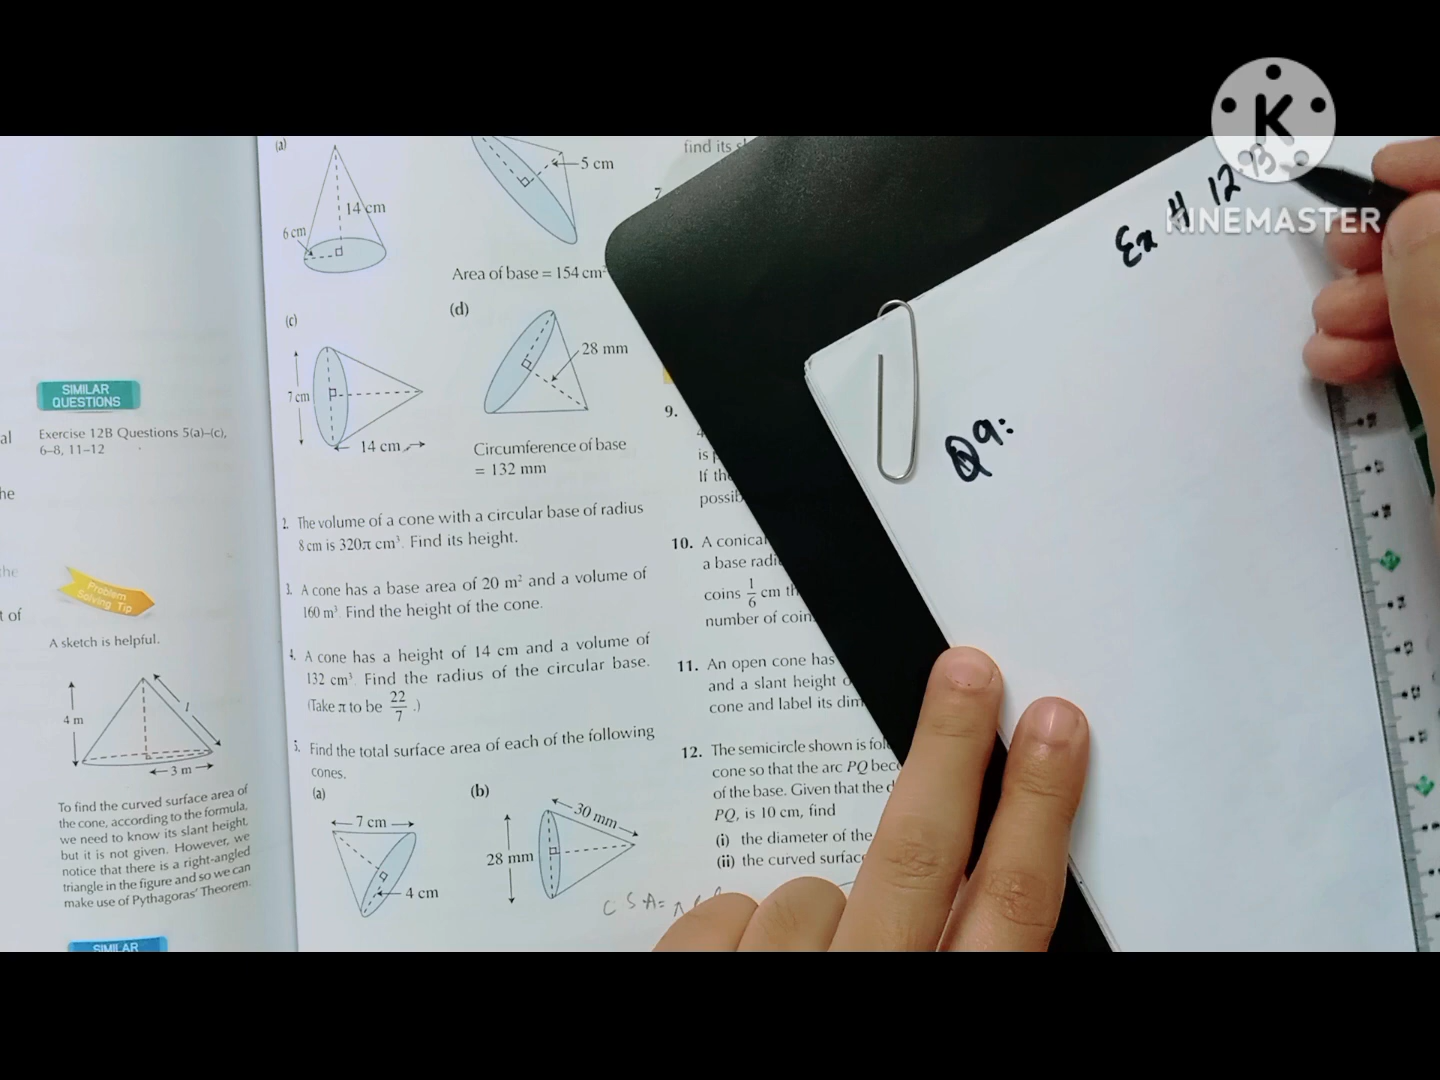 SIMILAR
QUESTIONS
Exercise 12B Questions 5(a)–(c),
6–8, 11–12
al
he
the
t of
Problem
Solving Tip
A sketch is helpful.
4 m
l
3 m
To find the curved surface area of
the cone, according to the formula,
we need to know its slant height,
but it is not given. However, we
notice that there is a right-angled
triangle in the figure and so we can
make use of Pythagoras' Theorem.
SIMILAR
(a)
14 cm
6 cm
5 cm
Area of base = 154 cm²
(c)
7 cm
14 cm
(d)
28 mm
Circumference of base
= 132 mm
2. The volume of a cone with a circular base of radius
8 cm is 320π cm³. Find its height.
3. A cone has a base area of 20 m² and a volume of
160 m³. Find the height of the cone.
4. A cone has a height of 14 cm and a volume of
132 cm³. Find the radius of the circular base.
(Take π to be 22/7.)
5. Find the total surface area of each of the following
cones.
(a)
7 cm
4 cm
(b)
30 mm
28 mm
CSA=
find its
7
9.
is
If the
10. A conical
a base
coins 1/6 cm
number of
11. An open cone has
and a slant height
cone and label its
12. The semicircle shown is
cone so that the arc PQ
of the base. Given that the
PQ, is 10 cm, find
(i) the diameter of the
(ii) the curved
Ex # 12
Q9:
K
KINEMASTER